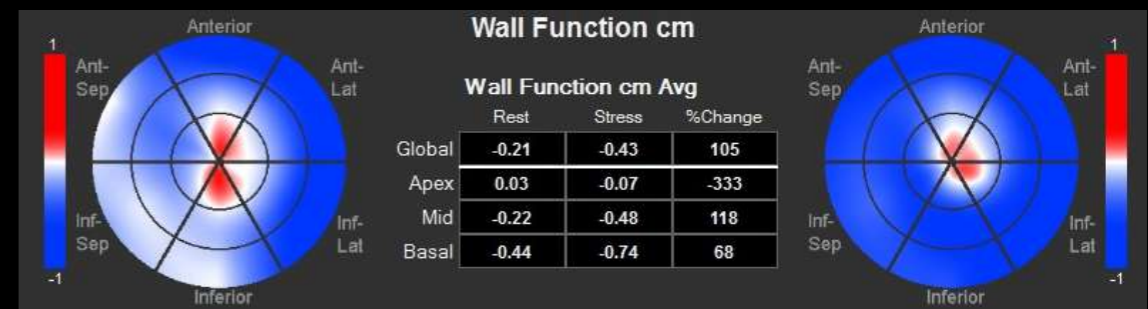 Wall Function cm
Anterior
1
Ant-
Sep
Ant-
Lat
Inf-
Sep
Inf-
Lat
-1
Inferior
Wall Function cm Avg
Rest Stress %Change
Global -0.21 -0.43 105
Apex 0.03 -0.07 -333
Mid -0.22 -0.48 118
Basal -0.44 -0.74 68
Anterior
1
Ant-
Sep
Ant-
Lat
Inf-
Sep
Inf-
Lat
-1
Inferior